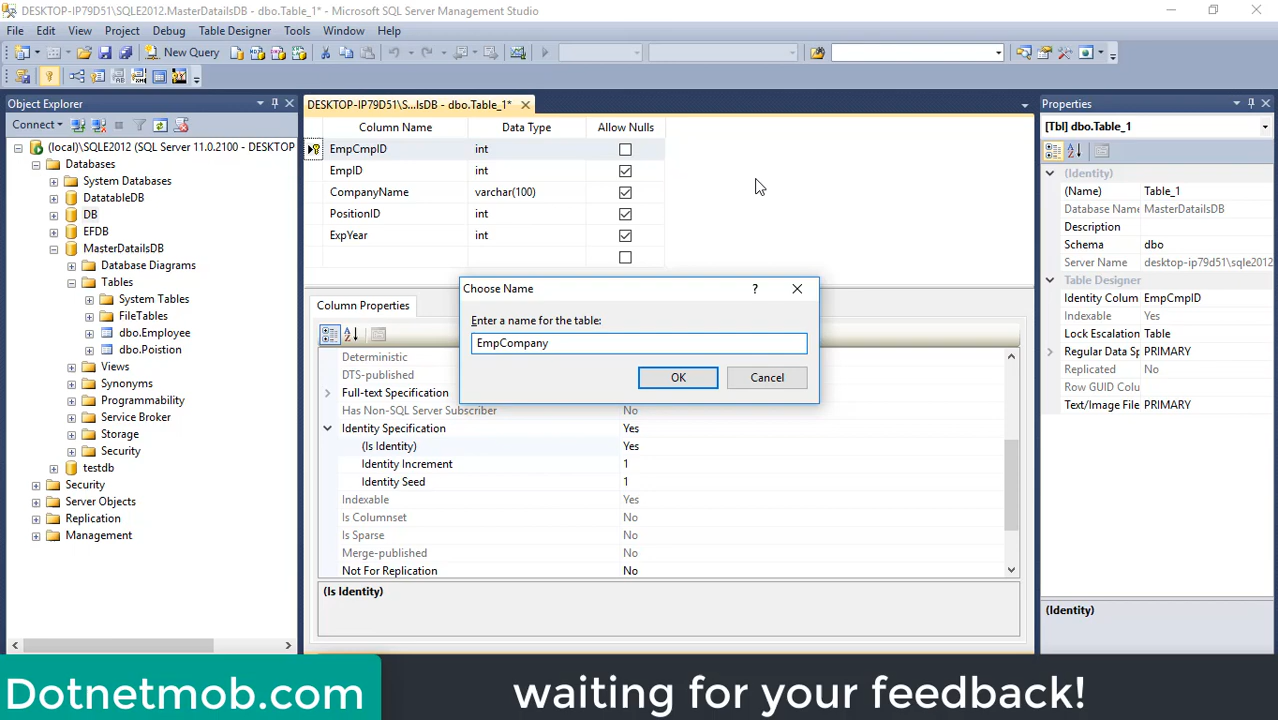 DESKTOP-IP79D51\SQLE2012.MasterDatailsDB - dbo.Table_1* - Microsoft SQL Server Management Studio
File Edit View Project Debug Table Designer Tools Window Help
New Query
Object Explorer
Connect
(local)\SQLE2012 (SQL Server 11.0.2100 - DESKTOP
Databases
System Databases
DatatableDB
DB
EFDB
MasterDatailsDB
Database Diagrams
Tables
System Tables
FileTables
dbo.Employee
dbo.Poistion
Views
Synonyms
Programmability
Service Broker
Storage
Security
testdb
Security
Server Objects
Replication
Management
DESKTOP-IP79D51\S...lsDB - dbo.Table_1*
Column Name Data Type Allow Nulls
EmpCmpID int
EmpID int
CompanyName varchar(100)
PositionID int
ExpYear int
Choose Name ?
Enter a name for the table:
EmpCompany
OK Cancel
Column Properties
Deterministic
DTS-published
Full-text Specification
Has Non-SQL Server Subscriber No
Identity Specification Yes
(Is Identity) Yes
Identity Increment 1
Identity Seed 1
Indexable Yes
Is Columnset No
Is Sparse No
Merge-published No
Not For Replication No
(Is Identity)
Properties
[Tbl] dbo.Table_1
(Identity)
(Name) Table_1
Database Name MasterDatailsDB
Description
Schema dbo
Server Name desktop-ip79d51\sqle2012
Table Designer
Identity Colum EmpCmpID
Indexable Yes
Lock Escalation Table
Regular Data Sp PRIMARY
Replicated No
Row GUID Colu
Text/Image File PRIMARY
(Identity)
Dotnetmob.com waiting for your feedback!